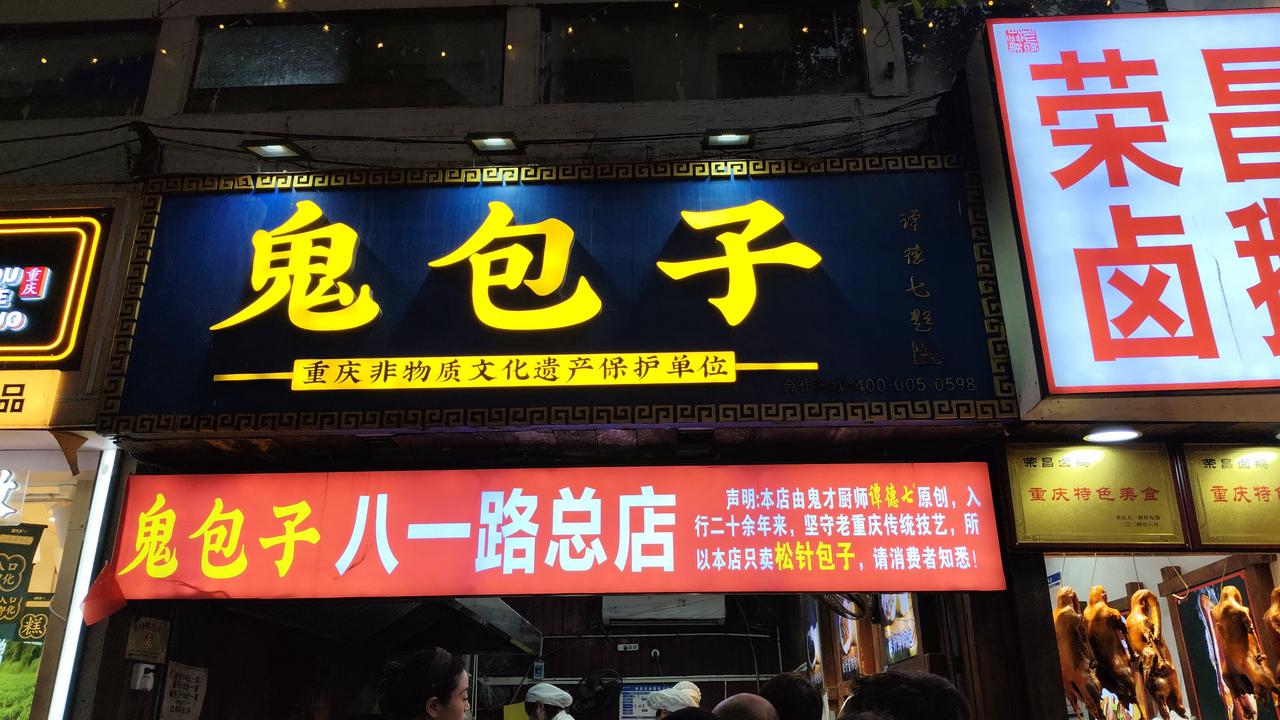 鬼包子
重庆非物质文化遗产保护单位
谭德七题
400-005-0598
鬼包子 八一路总店
声明:本店由鬼才厨师谭德七原创，入
行二十余年来，坚守老重庆传统技艺，所
以本店只卖松针包子，请消费者知悉！
荣昌
卤
荣昌卤鹅
重庆特色美食
荣昌卤鹅
重庆特
重庆
品
糕